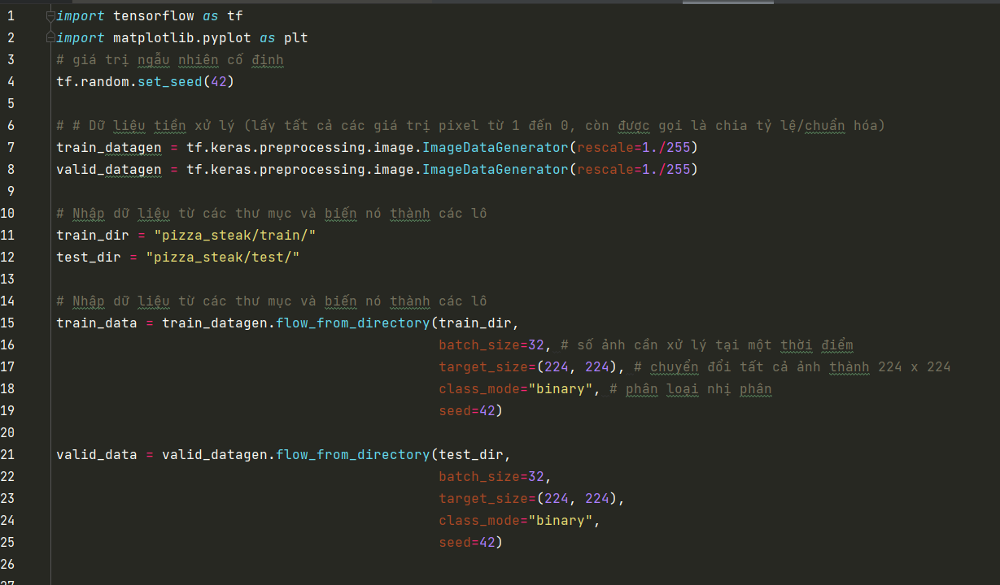 1 import tensorflow as tf
2 import matplotlib.pyplot as plt
3 # giá trị ngẫu nhiên cố định
4 tf.random.set_seed(42)
5
6 # # Dữ liệu tiền xử lý (lấy tất cả các giá trị pixel từ 1 đến 0, còn được gọi là chia tỷ lệ/chuẩn hóa)
7 train_datagen = tf.keras.preprocessing.image.ImageDataGenerator(rescale=1./255)
8 valid_datagen = tf.keras.preprocessing.image.ImageDataGenerator(rescale=1./255)
9
10 # Nhập dữ liệu từ các thư mục và biến nó thành các lô
11 train_dir = "pizza_steak/train/"
12 test_dir = "pizza_steak/test/"
13
14 # Nhập dữ liệu từ các thư mục và biến nó thành các lô
15 train_data = train_datagen.flow_from_directory(train_dir,
16 batch_size=32, # số ảnh cần xử lý tại một thời điểm
17 target_size=(224, 224), # chuyển đổi tất cả ảnh thành 224 x 224
18 class_mode="binary", # phân loại nhị phân
19 seed=42)
20
21 valid_data = valid_datagen.flow_from_directory(test_dir,
22 batch_size=32,
23 target_size=(224, 224),
24 class_mode="binary",
25 seed=42)
26
27